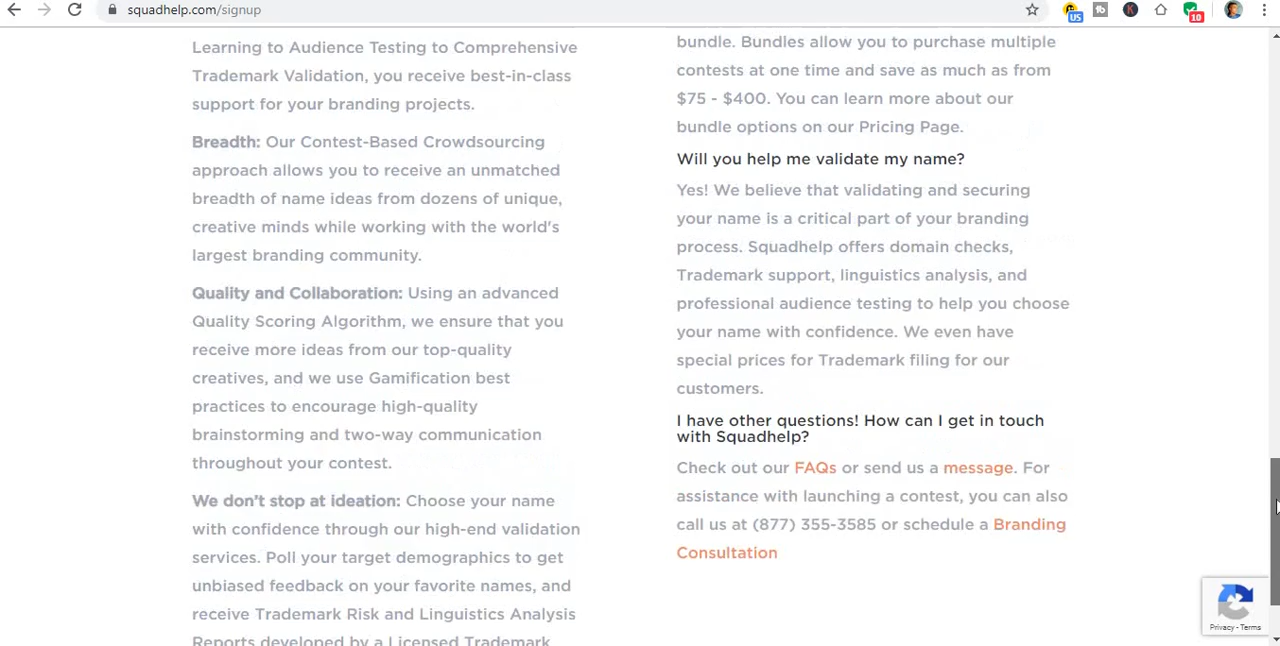 squadhelp.com/signup
US
K
10
Learning to Audience Testing to Comprehensive
Trademark Validation, you receive best-in-class
support for your branding projects.
Breadth: Our Contest-Based Crowdsourcing
approach allows you to receive an unmatched
breadth of name ideas from dozens of unique,
creative minds while working with the world's
largest branding community.
Quality and Collaboration: Using an advanced
Quality Scoring Algorithm, we ensure that you
receive more ideas from our top-quality
creatives, and we use Gamification best
practices to encourage high-quality
brainstorming and two-way communication
throughout your contest.
We don't stop at ideation: Choose your name
with confidence through our high-end validation
services. Poll your target demographics to get
unbiased feedback on your favorite names, and
receive Trademark Risk and Linguistics Analysis
Reports developed by a Licensed Trademark
bundle. Bundles allow you to purchase multiple
contests at one time and save as much as from
$75 - $400. You can learn more about our
bundle options on our Pricing Page.
Will you help me validate my name?
Yes! We believe that validating and securing
your name is a critical part of your branding
process. Squadhelp offers domain checks,
Trademark support, linguistics analysis, and
professional audience testing to help you choose
your name with confidence. We even have
special prices for Trademark filing for our
customers.
I have other questions! How can I get in touch
with Squadhelp?
Check out our FAQs or send us a message. For
assistance with launching a contest, you can also
call us at (877) 355-3585 or schedule a Branding
Consultation
Privacy - Terms